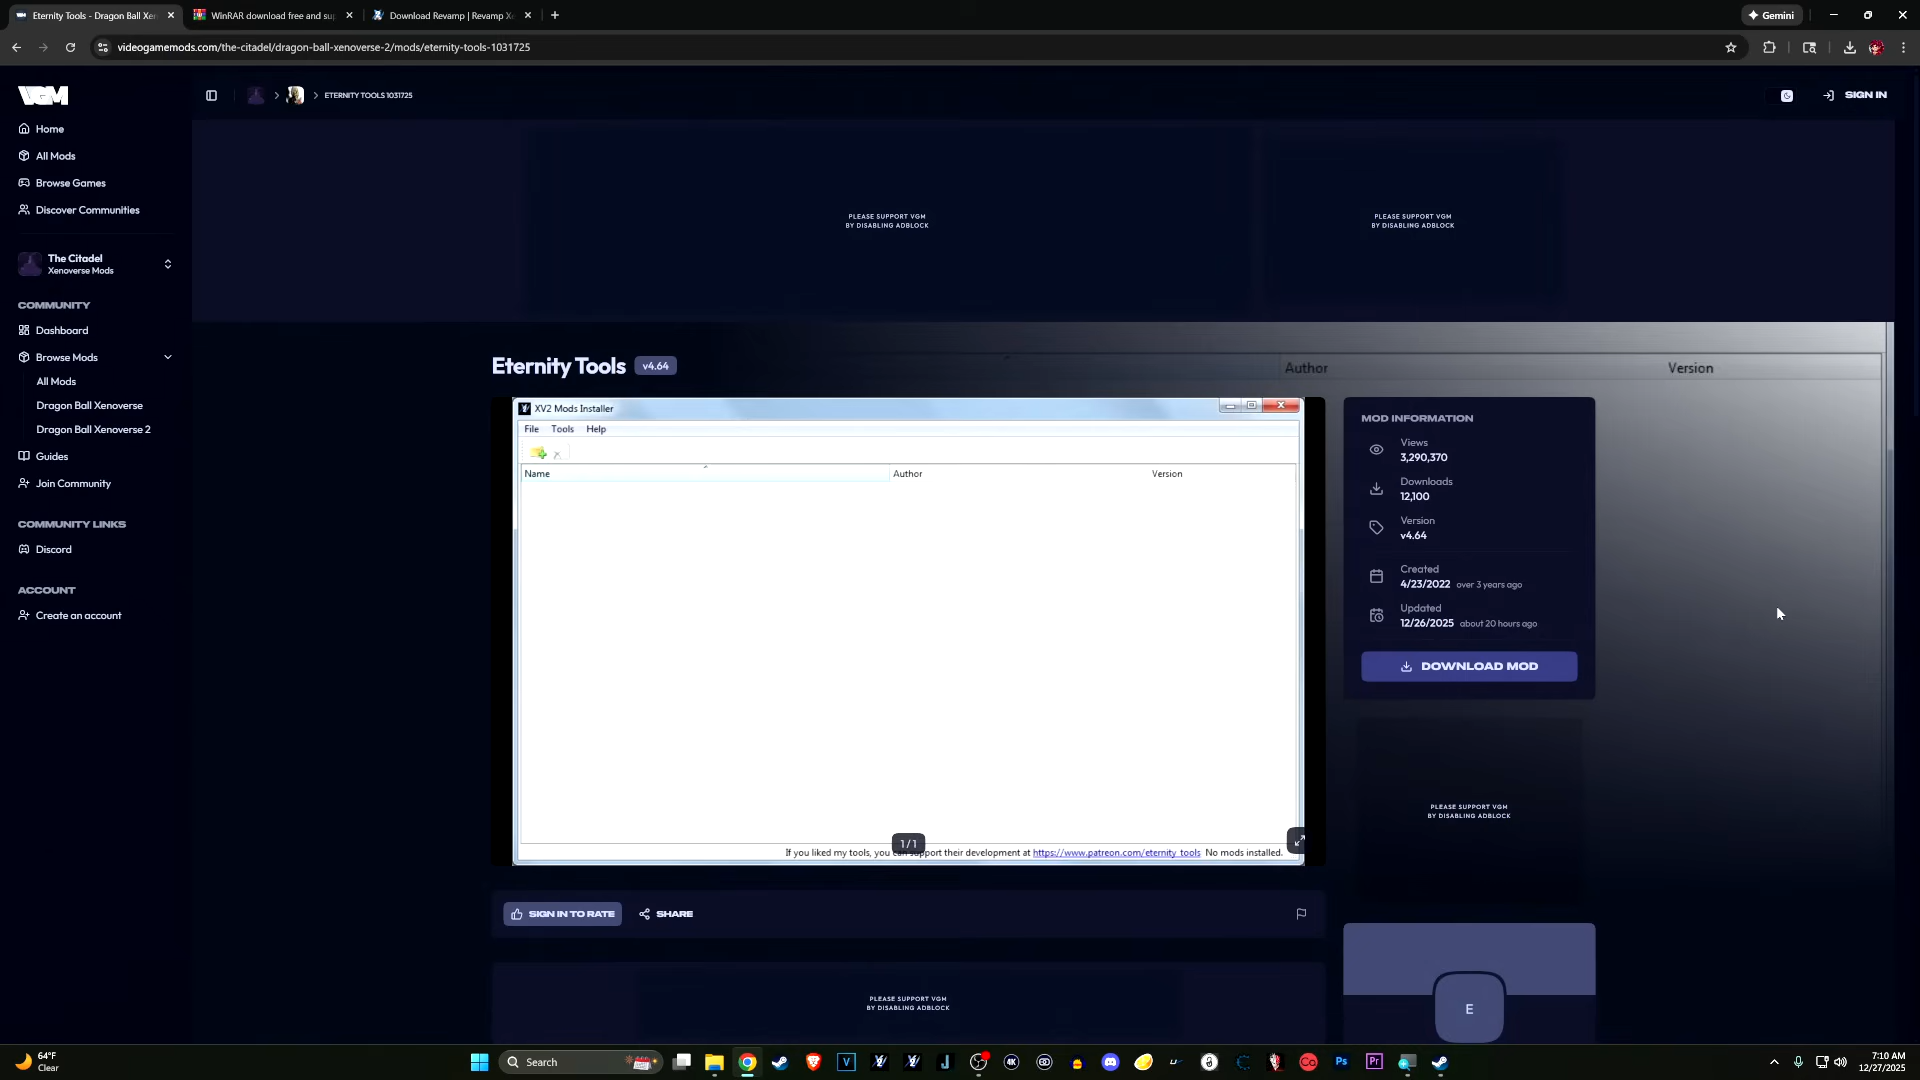 Eternity Tools - Dragon Ball Xen
WinRAR download free and sup
Download Revamp | Revamp X
Gemini
videogamemods.com/the-citadel/dragon-ball-xenoverse-2/mods/eternity-tools-1031725
VGM
ETERNITY TOOLS 1031725
SIGN IN
Home
All Mods
Browse Games
Discover Communities
The Citadel
Xenoverse Mods
COMMUNITY
Dashboard
Browse Mods
All Mods
Dragon Ball Xenoverse
Dragon Ball Xenoverse 2
Guides
Join Community
COMMUNITY LINKS
Discord
ACCOUNT
Create an account
PLEASE SUPPORT VGM
BY DISABLING ADBLOCK
PLEASE SUPPORT VGM
BY DISABLING ADBLOCK
Eternity Tools v4.64
Author
Version
XV2 Mods Installer
File Tools Help
Name Author Version
1/1
If you liked my tools, you can support their development at https://www.patreon.com/eternity_tools No mods installed.
MOD INFORMATION
Views
3,290,370
Downloads
12,100
Version
v4.64
Created
4/23/2022 over 3 years ago
Updated
12/26/2025 about 20 hours ago
DOWNLOAD MOD
PLEASE SUPPORT VGM
BY DISABLING ADBLOCK
SIGN IN TO RATE
SHARE
PLEASE SUPPORT VGM
BY DISABLING ADBLOCK
E
64°F
Clear
Search
7:10 AM
12/27/2025